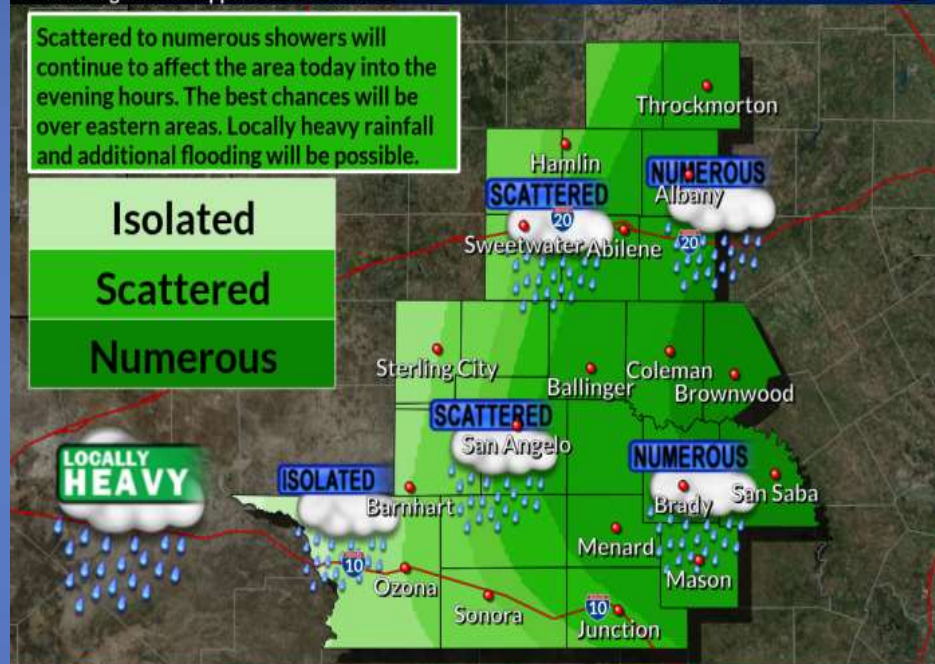 Scattered to numerous showers will
continue to affect the area today into the
evening hours. The best chances will be
over eastern areas. Locally heavy rainfall
and additional flooding will be possible.
Isolated
Scattered
Numerous
Throckmorton
Hamlin
NUMEROUS
Albany
SCATTERED
20
Sweetwater
Abilene
20
Sterling City
Ballinger
Coleman
Brownwood
SCATTERED
San Angelo
LOCALLY
HEAVY
ISOLATED
Barnhart
NUMEROUS
Brady
San Saba
Menard
10
Ozona
Mason
Sonora
10
Junction